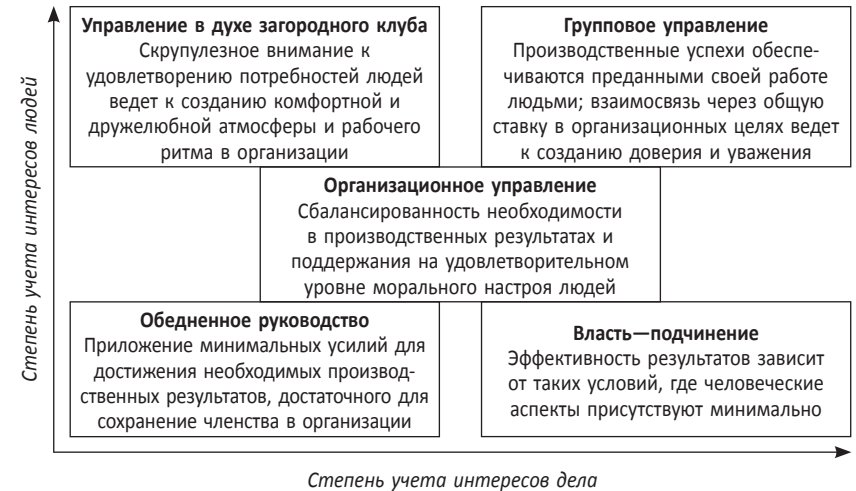 Степень учета интересов людей
Управление в духе загородного клуба
Скрупулезное внимание к
удовлетворению потребностей людей
ведет к созданию комфортной и
дружелюбной атмосферы и рабочего
ритма в организации
Групповое управление
Производственные успехи обеспе-
чиваются преданными своей работе
людьми; взаимосвязь через общую
ставку в организационных целях ведет
к созданию доверия и уважения
Организационное управление
Сбалансированность необходимости
в производственных результатах и
поддержания на удовлетворительном
уровне морального настроя людей
Обедненное руководство
Приложение минимальных усилий для
достижения необходимых производ-
ственных результатов, достаточного для
сохранение членства в организации
Власть—подчинение
Эффективность результатов зависит
от таких условий, где человеческие
аспекты присутствуют минимально
Степень учета интересов дела